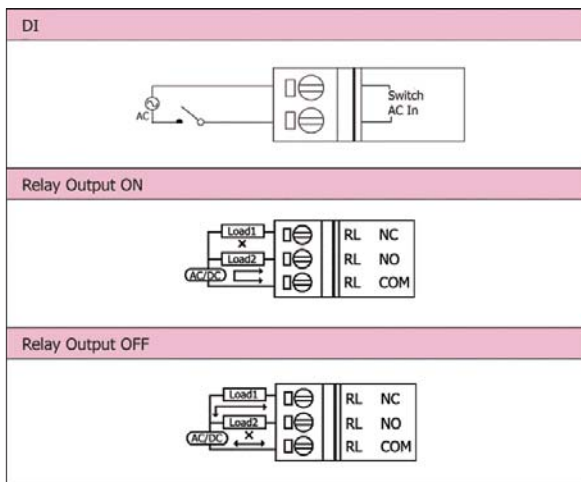 DI
AC
Switch
AC In
Relay Output ON
Load1
RL NC
Load2
RL NO
AC/DC
RL COM
Relay Output OFF
Load1
RL NC
Load2
RL NO
AC/DC
RL COM